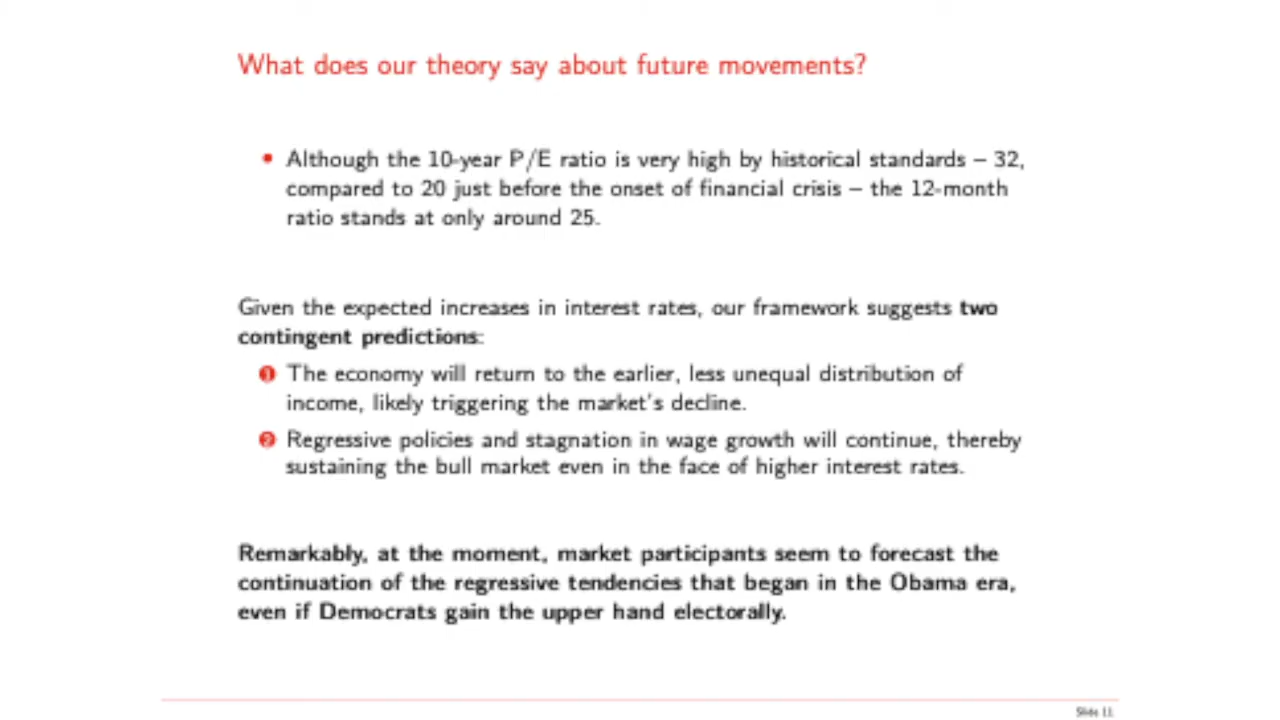 What does our theory say about future movements?
• Although the 10-year P/E ratio is very high by historical standards – 32,
compared to 20 just before the onset of financial crisis – the 12-month
ratio stands at only around 25.
Given the expected increases in interest rates, our framework suggests two
contingent predictions:
1 The economy will return to the earlier, less unequal distribution of
income, likely triggering the market's decline.
2 Regressive policies and stagnation in wage growth will continue, thereby
sustaining the bull market even in the face of higher interest rates.
Remarkably, at the moment, market participants seem to forecast the
continuation of the regressive tendencies that began in the Obama era,
even if Democrats gain the upper hand electorally.
Slide 11